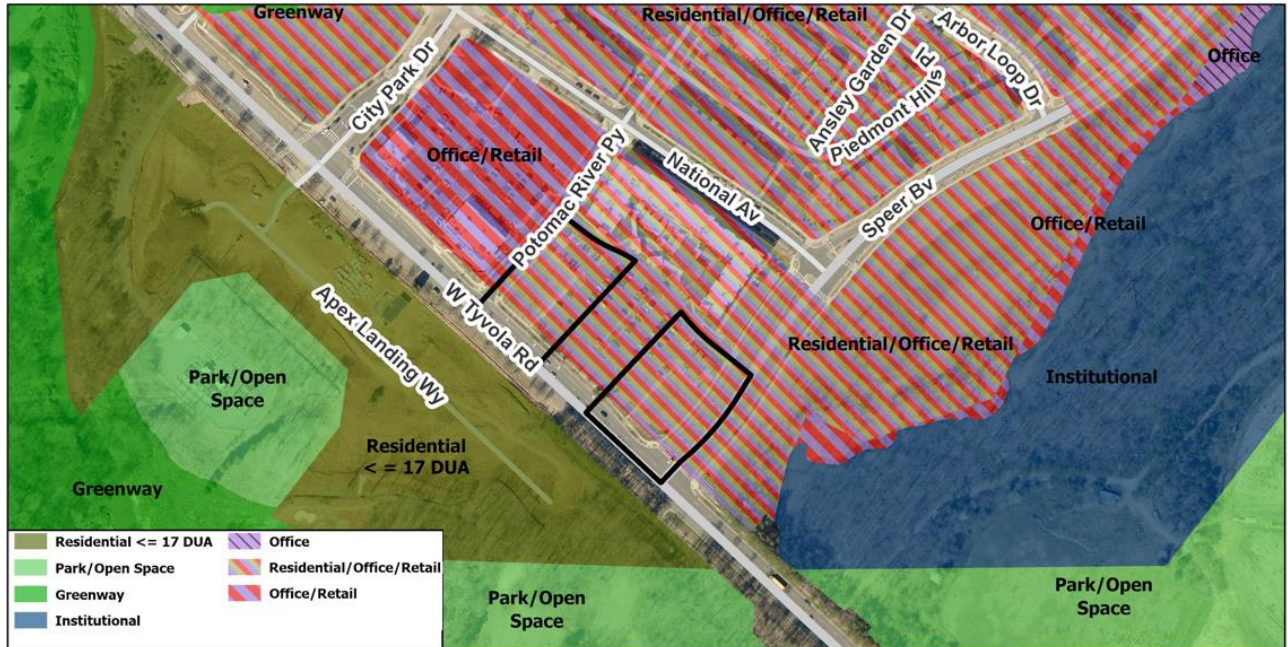 Greenway
Residential/Office/Retail
Office
City Park Dr
Ansley Garden Dr
Arbor Loop Dr
Piedmont Hills
Id
Office/Retail
Potomac River Py
National Av
Speer Bv
Office/Retail
W Tyvola Rd
Apex Landing Wy
Residential/Office/Retail
Park/Open
Space
Institutional
Residential
< = 17 DUA
Greenway
Park/Open
Space
Park/Open
Space
Residential <= 17 DUA
Park/Open Space
Greenway
Institutional
Office
Residential/Office/Retail
Office/Retail